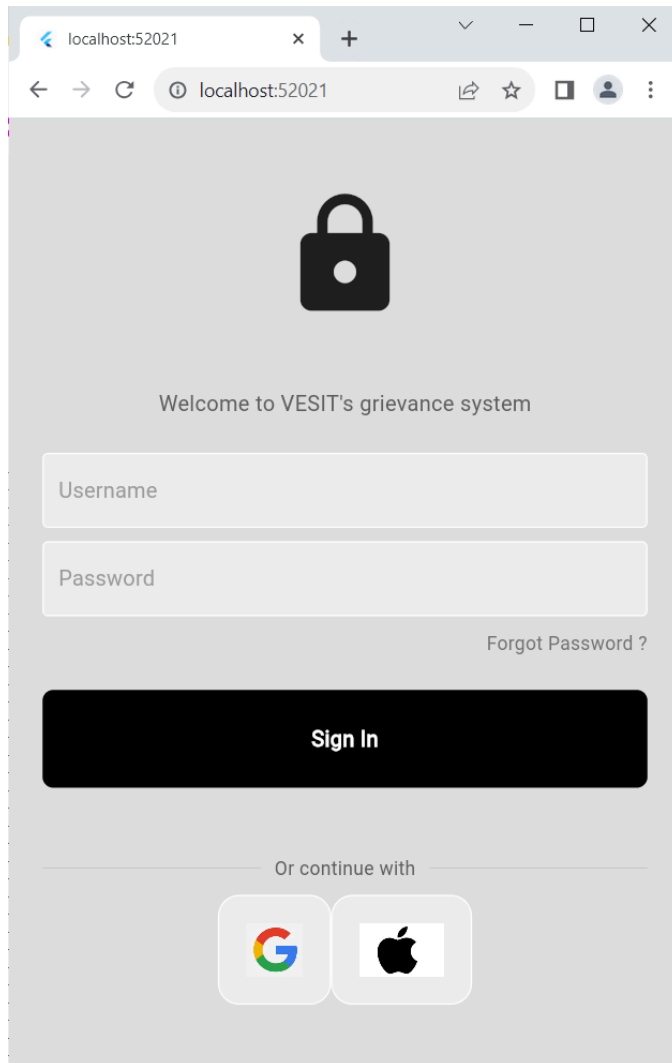 localhost:52021
localhost:52021
Welcome to VESIT's grievance system
Username
Password
Forgot Password ?
Sign In
Or continue with